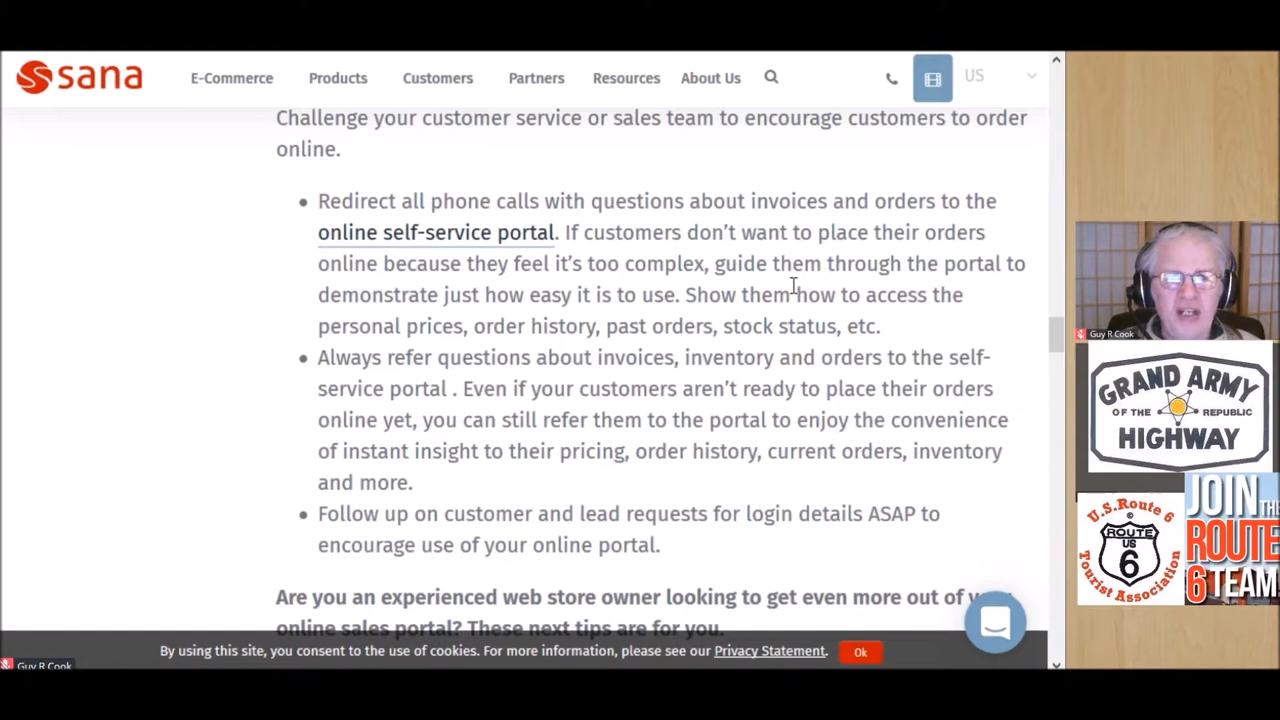 sana
E-Commerce
Products
Customers
Partners
Resources
About Us
US
Challenge your customer service or sales team to encourage customers to order
online.
Redirect all phone calls with questions about invoices and orders to the
online self-service portal. If customers don’t want to place their orders
online because they feel it’s too complex, guide them through the portal to
demonstrate just how easy it is to use. Show them how to access the
personal prices, order history, past orders, stock status, etc.
Always refer questions about invoices, inventory and orders to the self-
service portal . Even if your customers aren’t ready to place their orders
online yet, you can still refer them to the portal to enjoy the convenience
of instant insight to their pricing, order history, current orders, inventory
and more.
Follow up on customer and lead requests for login details ASAP to
encourage use of your online portal.
Are you an experienced web store owner looking to get even more out of
online sales portal? These next tips are for you.
By using this site, you consent to the use of cookies. For more information, please see our Privacy Statement.
Ok
Guy R Cook
Guy R Cook
GRAND ARMY
OF THE REPUBLIC
HIGHWAY
U.S. Route 6
©
ROUTE
US
6
Tourist Association
JOIN
THE
ROUTE
6 TEAM